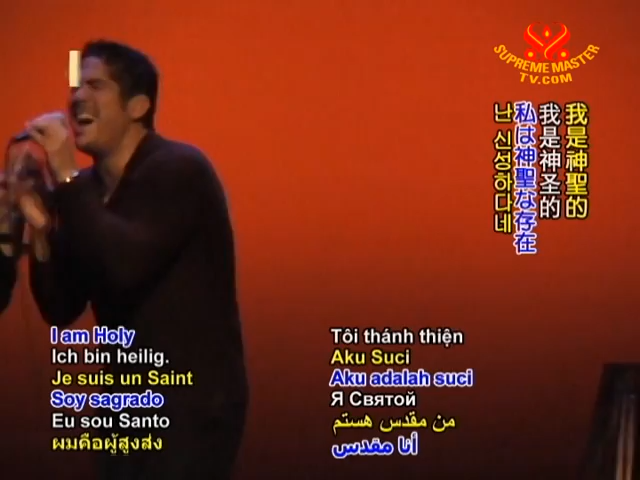 SUPREME MASTER
TV.COM
我是神聖的
我是神圣的
私は神聖な存在
난 신성하다네
I am Holy
Ich bin heilig.
Je suis un Saint
Soy sagrado
Eu sou Santo
ผมคือผู้สูงส่ง
Tôi thánh thiện
Aku Suci
Aku adalah suci
Я Святой
من مقدس هستم
أنا مقدس